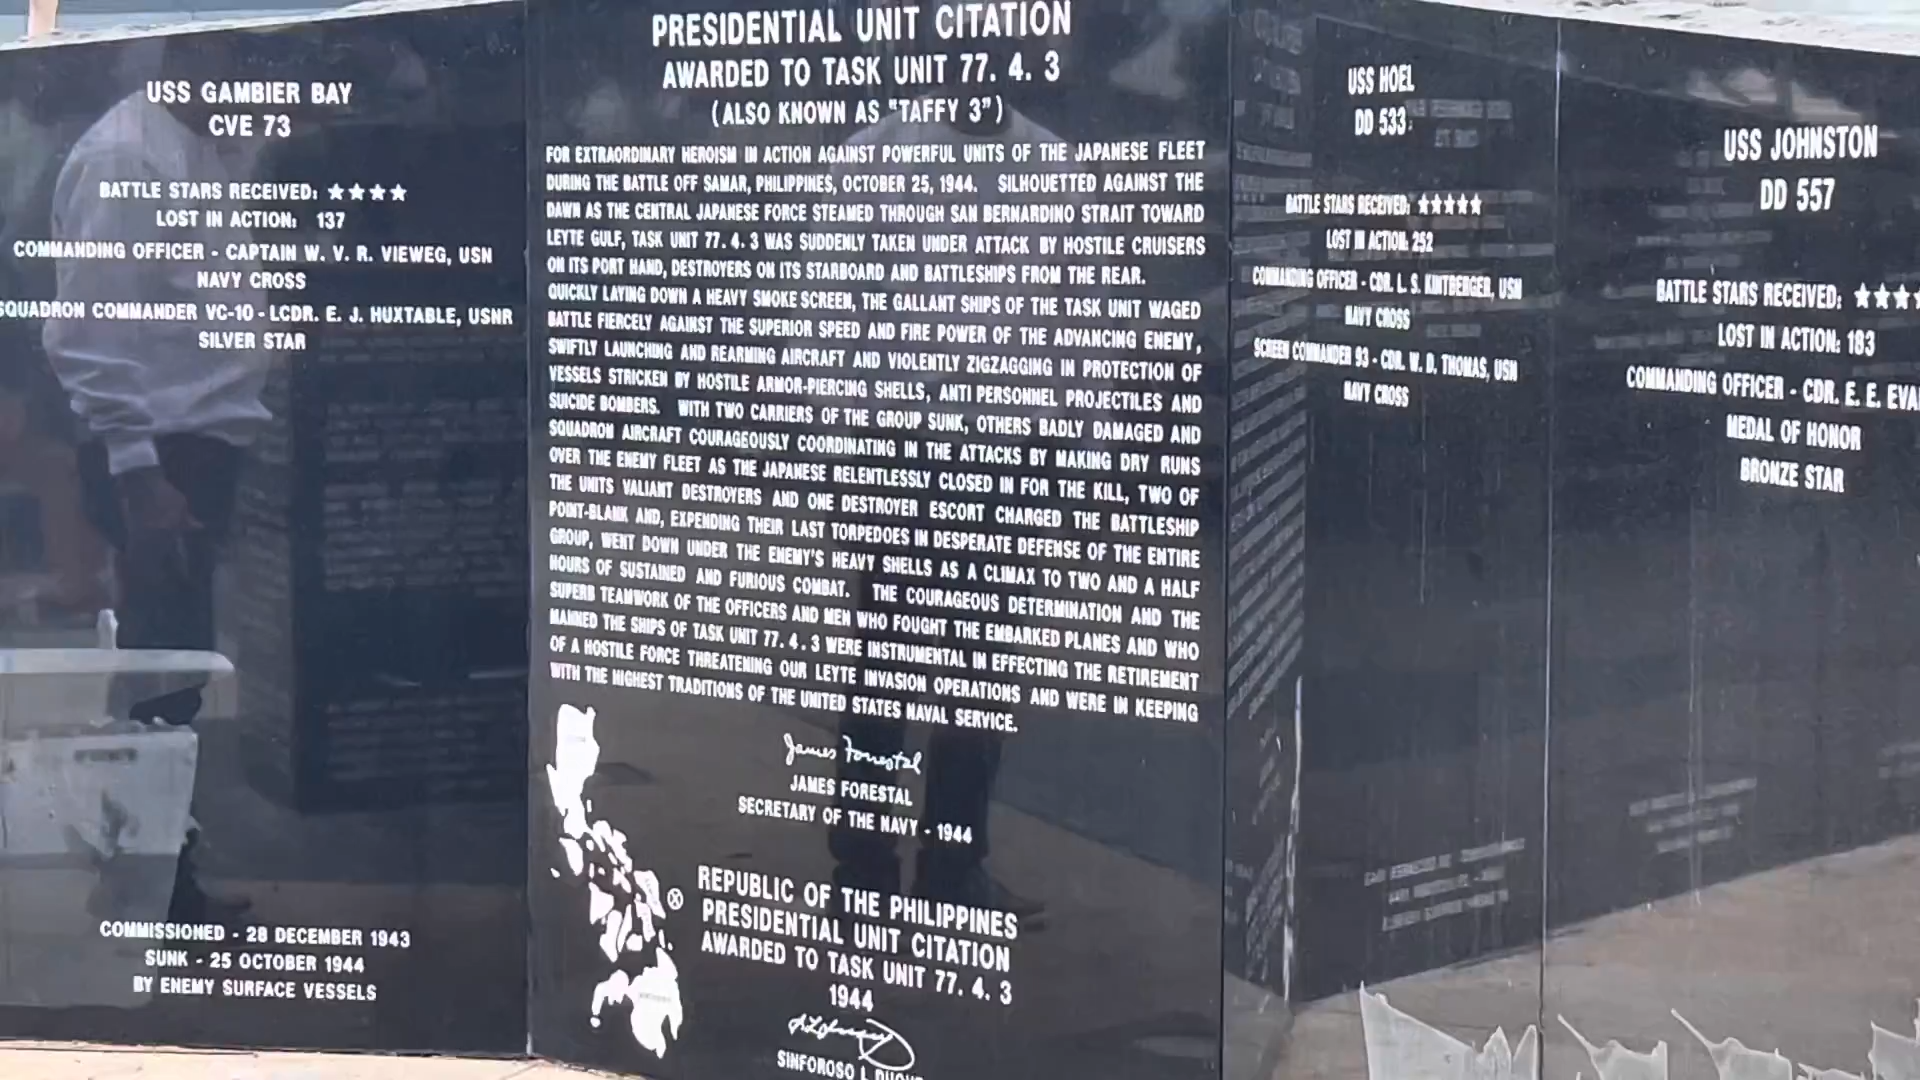 USS GAMBIER BAY
CVE 73
BATTLE STARS RECEIVED: ★★★★
LOST IN ACTION: 137
COMMANDING OFFICER - CAPTAIN W. V. R. VIEWEG, USN
NAVY CROSS
SQUADRON COMMANDER VC-10 - LCDR. E. J. HUXTABLE, USNR
SILVER STAR
COMMISSIONED - 28 DECEMBER 1943
SUNK - 25 OCTOBER 1944
BY ENEMY SURFACE VESSELS
PRESIDENTIAL UNIT CITATION
AWARDED TO TASK UNIT 77. 4. 3
(ALSO KNOWN AS "TAFFY 3")
FOR EXTRAORDINARY HEROISM IN ACTION AGAINST POWERFUL UNITS OF THE JAPANESE FLEET
DURING THE BATTLE OFF SAMAR, PHILIPPINES, OCTOBER 25, 1944. SILHOUETTED AGAINST THE
DAWN AS THE CENTRAL JAPANESE FORCE STEAMED THROUGH SAN BERNARDINO STRAIT TOWARD
LEYTE GULF, TASK UNIT 77. 4. 3 WAS SUDDENLY TAKEN UNDER ATTACK BY HOSTILE CRUISERS
ON ITS PORT HAND, DESTROYERS ON ITS STARBOARD AND BATTLESHIPS FROM THE REAR.
QUICKLY LAYING DOWN A HEAVY SMOKE SCREEN, THE GALLANT SHIPS OF THE TASK UNIT WAGED
BATTLE FIERCELY AGAINST THE SUPERIOR SPEED AND FIRE POWER OF THE ADVANCING ENEMY,
SWIFTLY LAUNCHING AND REARMING AIRCRAFT AND VIOLENTLY ZIGZAGGING IN PROTECTION OF
VESSELS STRICKEN BY HOSTILE ARMOR-PIERCING SHELLS, ANTI PERSONNEL PROJECTILES AND
SUICIDE BOMBERS. WITH TWO CARRIERS OF THE GROUP SUNK, OTHERS BADLY DAMAGED AND
SQUADRON AIRCRAFT COURAGEOUSLY COORDINATING IN THE ATTACKS BY MAKING DRY RUNS
OVER THE ENEMY FLEET AS THE JAPANESE RELENTLESSLY CLOSED IN FOR THE KILL, TWO OF
THE UNITS VALIANT DESTROYERS AND ONE DESTROYER ESCORT CHARGED THE BATTLESHIP
POINT-BLANK AND, EXPENDING THEIR LAST TORPEDOES IN DESPERATE DEFENSE OF THE ENTIRE
GROUP, WENT DOWN UNDER THE ENEMY'S HEAVY SHELLS AS A CLIMAX TO TWO AND A HALF
HOURS OF SUSTAINED AND FURIOUS COMBAT. THE COURAGEOUS DETERMINATION AND THE
SUPERB TEAMWORK OF THE OFFICERS AND MEN WHO FOUGHT THE EMBARKED PLANES AND WHO
MANNED THE SHIPS OF TASK UNIT 77. 4. 3 WERE INSTRUMENTAL IN EFFECTING THE RETIREMENT
OF A HOSTILE FORCE THREATENING OUR LEYTE INVASION OPERATIONS AND WERE IN KEEPING
WITH THE HIGHEST TRADITIONS OF THE UNITED STATES NAVAL SERVICE.
James Forrestal
JAMES FORESTAL
SECRETARY OF THE NAVY - 1944
REPUBLIC OF THE PHILIPPINES
PRESIDENTIAL UNIT CITATION
AWARDED TO TASK UNIT 77. 4. 3
1944
SINFOROSO L
USS HOEL
DD 533
BATTLE STARS RECEIVED: ★★★★★
LOST IN ACTION: 252
COMMANDING OFFICER - CDR. L. S. KINTBERGER, USN
NAVY CROSS
SCREEN COMMANDER 93 - CDR. W. D. THOMAS, USN
NAVY CROSS
USS JOHNSTON
DD 557
BATTLE STARS RECEIVED: ★★★★
LOST IN ACTION: 183
COMMANDING OFFICER - CDR. E. E. EVA
MEDAL OF HONOR
BRONZE STAR